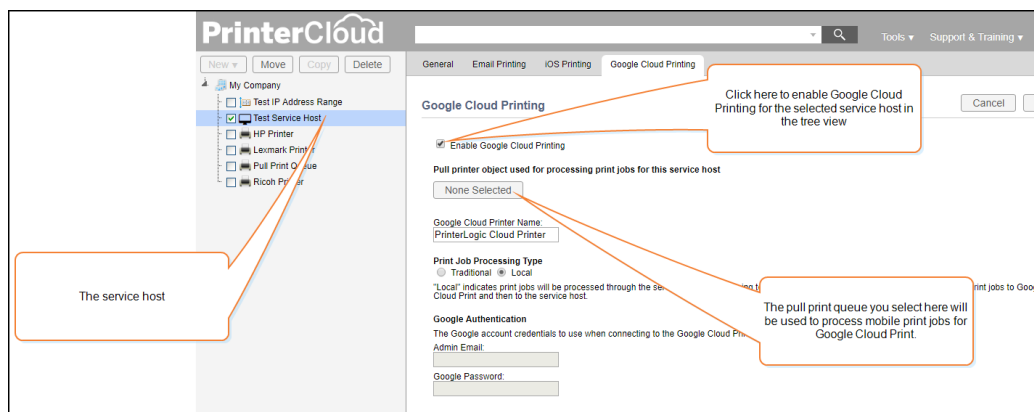 PrinterCloud
Tools ▾ Support & Training ▾
New ▾ Move Copy Delete
General Email Printing iOS Printing Google Cloud Printing
My Company
Test IP Address Range
Test Service Host
HP Printer
Lexmark Printer
Pull Print Queue
Ricoh Printer
Google Cloud Printing
Cancel
Click here to enable Google Cloud
Printing for the selected service host in
the tree view
Enable Google Cloud Printing
Pull printer object used for processing print jobs for this service host
None Selected
Google Cloud Printer Name:
PrinterLogic Cloud Printer
Print Job Processing Type
Traditional Local
"Local" indicates print jobs will be processed through the print jobs to
Cloud Print and then to the service host.
The service host
The pull print queue you select here will
be used to process mobile print jobs for
Google Cloud Print.
Google Authentication
The Google account credentials to use when connecting to the Google Cloud
Admin Email:
Google Password: